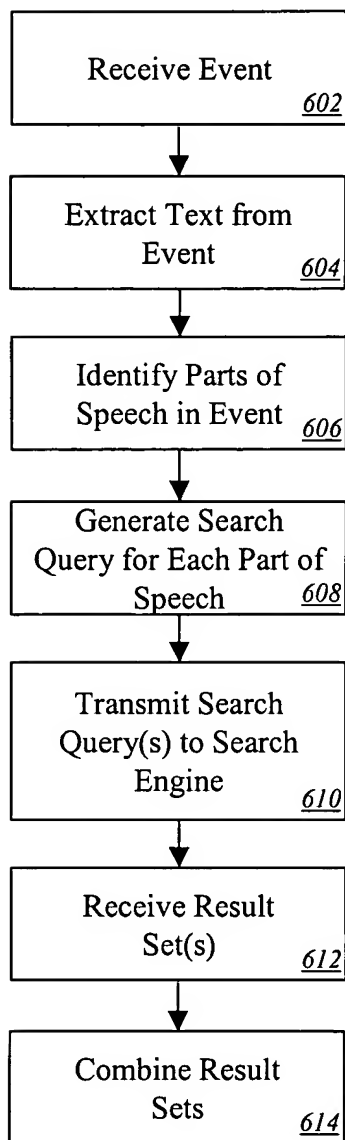 Receive Event
602
Extract Text from
Event
604
Identify Parts of
Speech in Event
606
Generate Search
Query for Each Part of
Speech
608
Transmit Search
Query(s) to Search
Engine
610
Receive Result
Set(s)
612
Combine Result
Sets
614